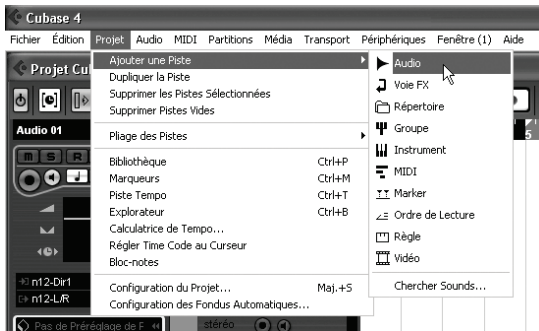 Cubase 4
Fichier Édition Projet Audio MIDI Partitions Média Transport Périphériques Fenêtre (1) Aide
Projet Cu
Audio 01
M S R
n12-Dir1
n12-L/R
Pas de Préréglage de F
stéréo
5
Ajouter une Piste
Dupliquer la Piste
Supprimer les Pistes Sélectionnées
Supprimer Pistes Vides
Pliage des Pistes
Bibliothèque Ctrl+P
Marqueurs Ctrl+M
Piste Tempo Ctrl+T
Explorateur Ctrl+B
Calculatrice de Tempo...
Régler Time Code au Curseur
Bloc-notes
Configuration du Projet... Maj.+S
Configuration des Fondus Automatiques...
Audio
Voie FX
Répertoire
Groupe
Instrument
MIDI
Marker
Ordre de Lecture
Règle
Vidéo
Chercher Sounds...